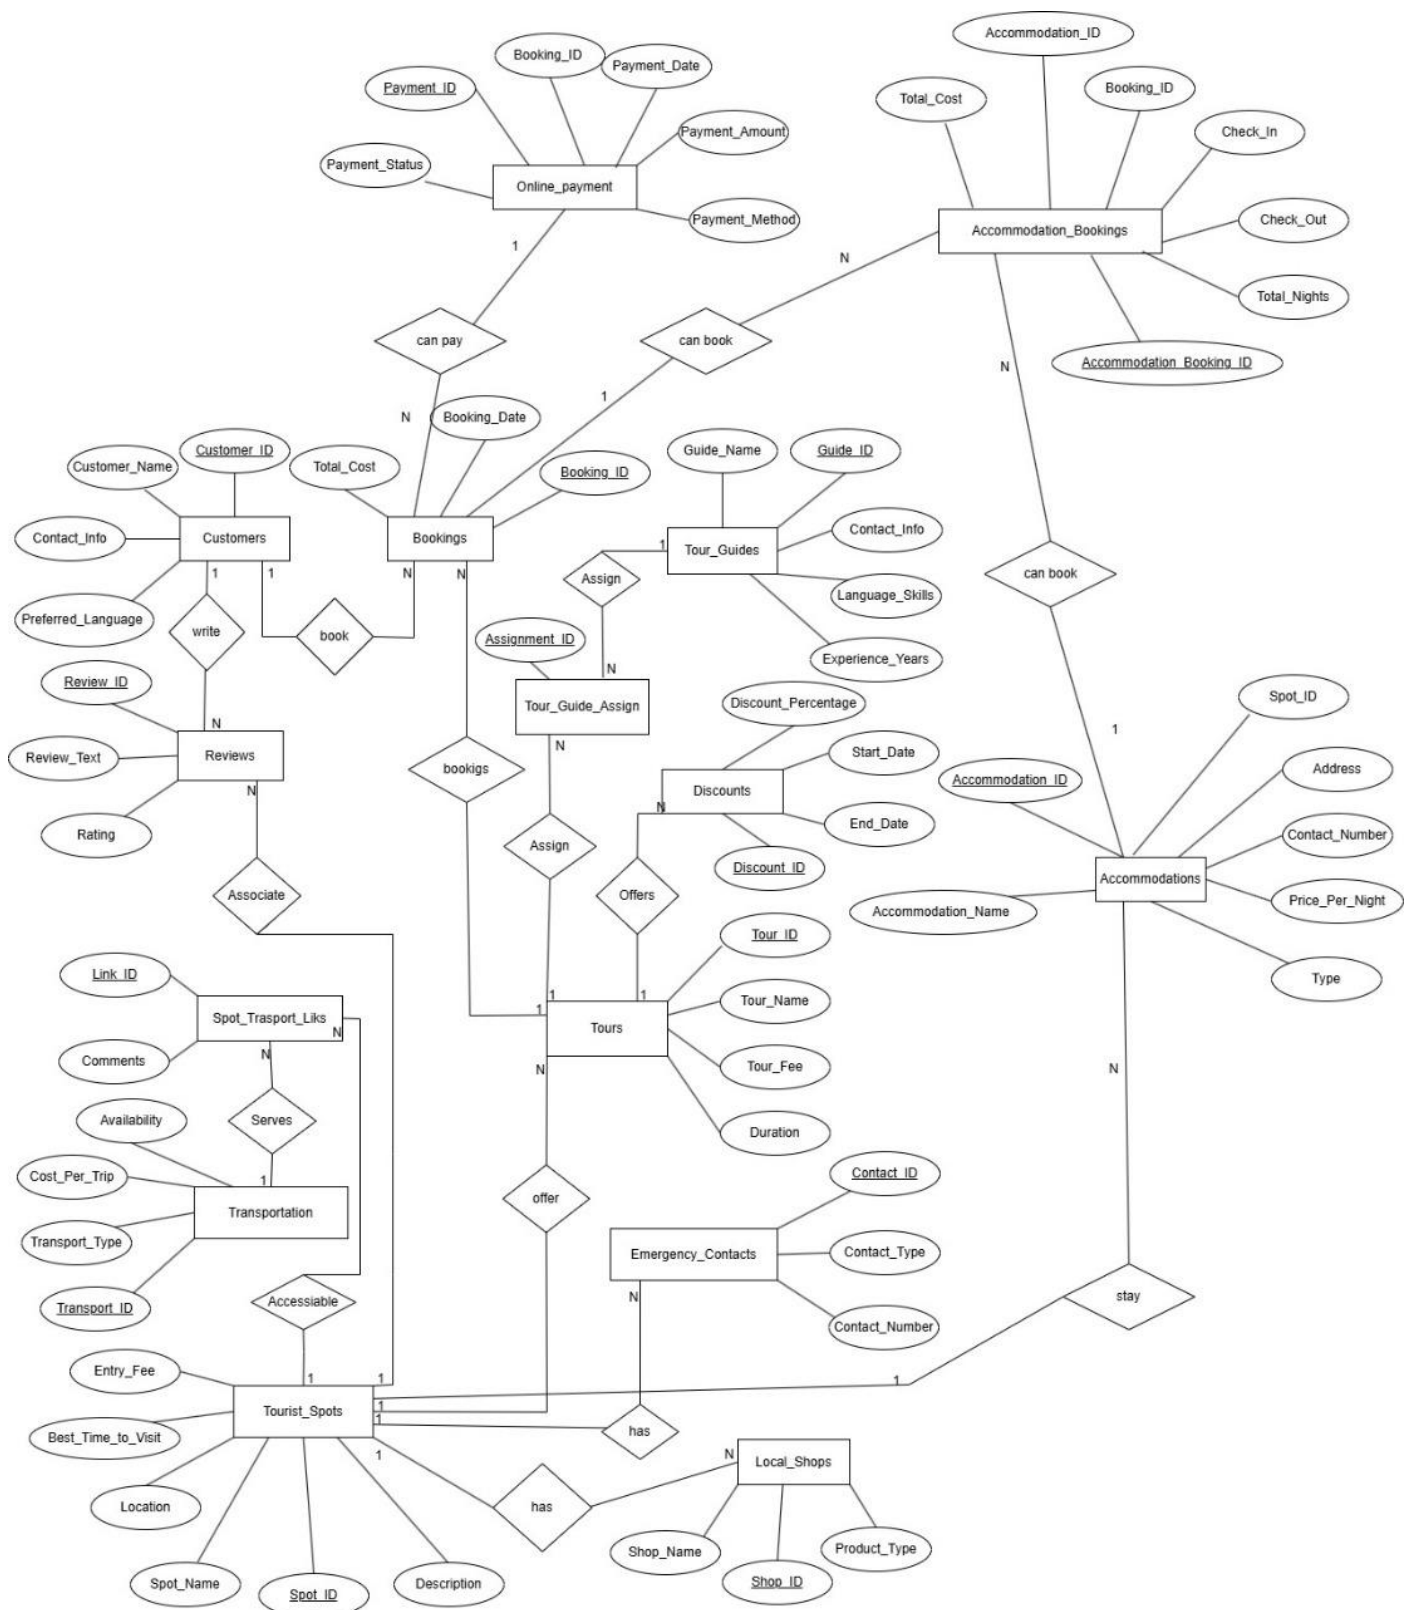 Accommodation_ID
Booking_ID
Payment_Date
Payment_ID
Total_Cost
Booking_ID
Payment_Amount
Check_In
Payment_Status
Online_payment
Payment_Method
Accommodation_Bookings
Check_Out
1
N
Total_Nights
can pay
can book
Accommodation_Booking_ID
N
1
N
Booking_Date
Customer_ID
Customer_Name
Total_Cost
Booking_ID
Guide_Name
Guide_ID
Contact_Info
Customers
Bookings
Tour_Guides
Contact_Info
1
1
1
N
N
Assign
can book
Language_Skills
Preferred_Language
write
book
Assignment_ID
Experience_Years
N
Review_ID
N
Tour_Guide_Assign
Discount_Percentage
Spot_ID
1
Review_Text
Reviews
N
Start_Date
bookigs
Address
N
Discounts
Accommodation_ID
N
Rating
End_Date
Contact_Number
Assign
Discount_ID
Accommodations
Associate
Offers
Price_Per_Night
Accommodation_Name
Tour_ID
Link_ID
Type
1
1
1
Tour_Name
Spot_Trasport_Liks
N
Tours
N
Comments
Tour_Fee
N
N
Availability
Serves
Duration
Cost_Per_Trip
1
Contact_ID
Transportation
offer
Transport_Type
Emergency_Contacts
Contact_Type
Transport_ID
Accessiable
N
stay
Contact_Number
Entry_Fee
1
1
1
Tourist_Spots
1
1
Best_Time_to_Visit
has
1
N
Local_Shops
Location
has
Shop_Name
Product_Type
Spot_Name
Spot_ID
Description
Shop_ID